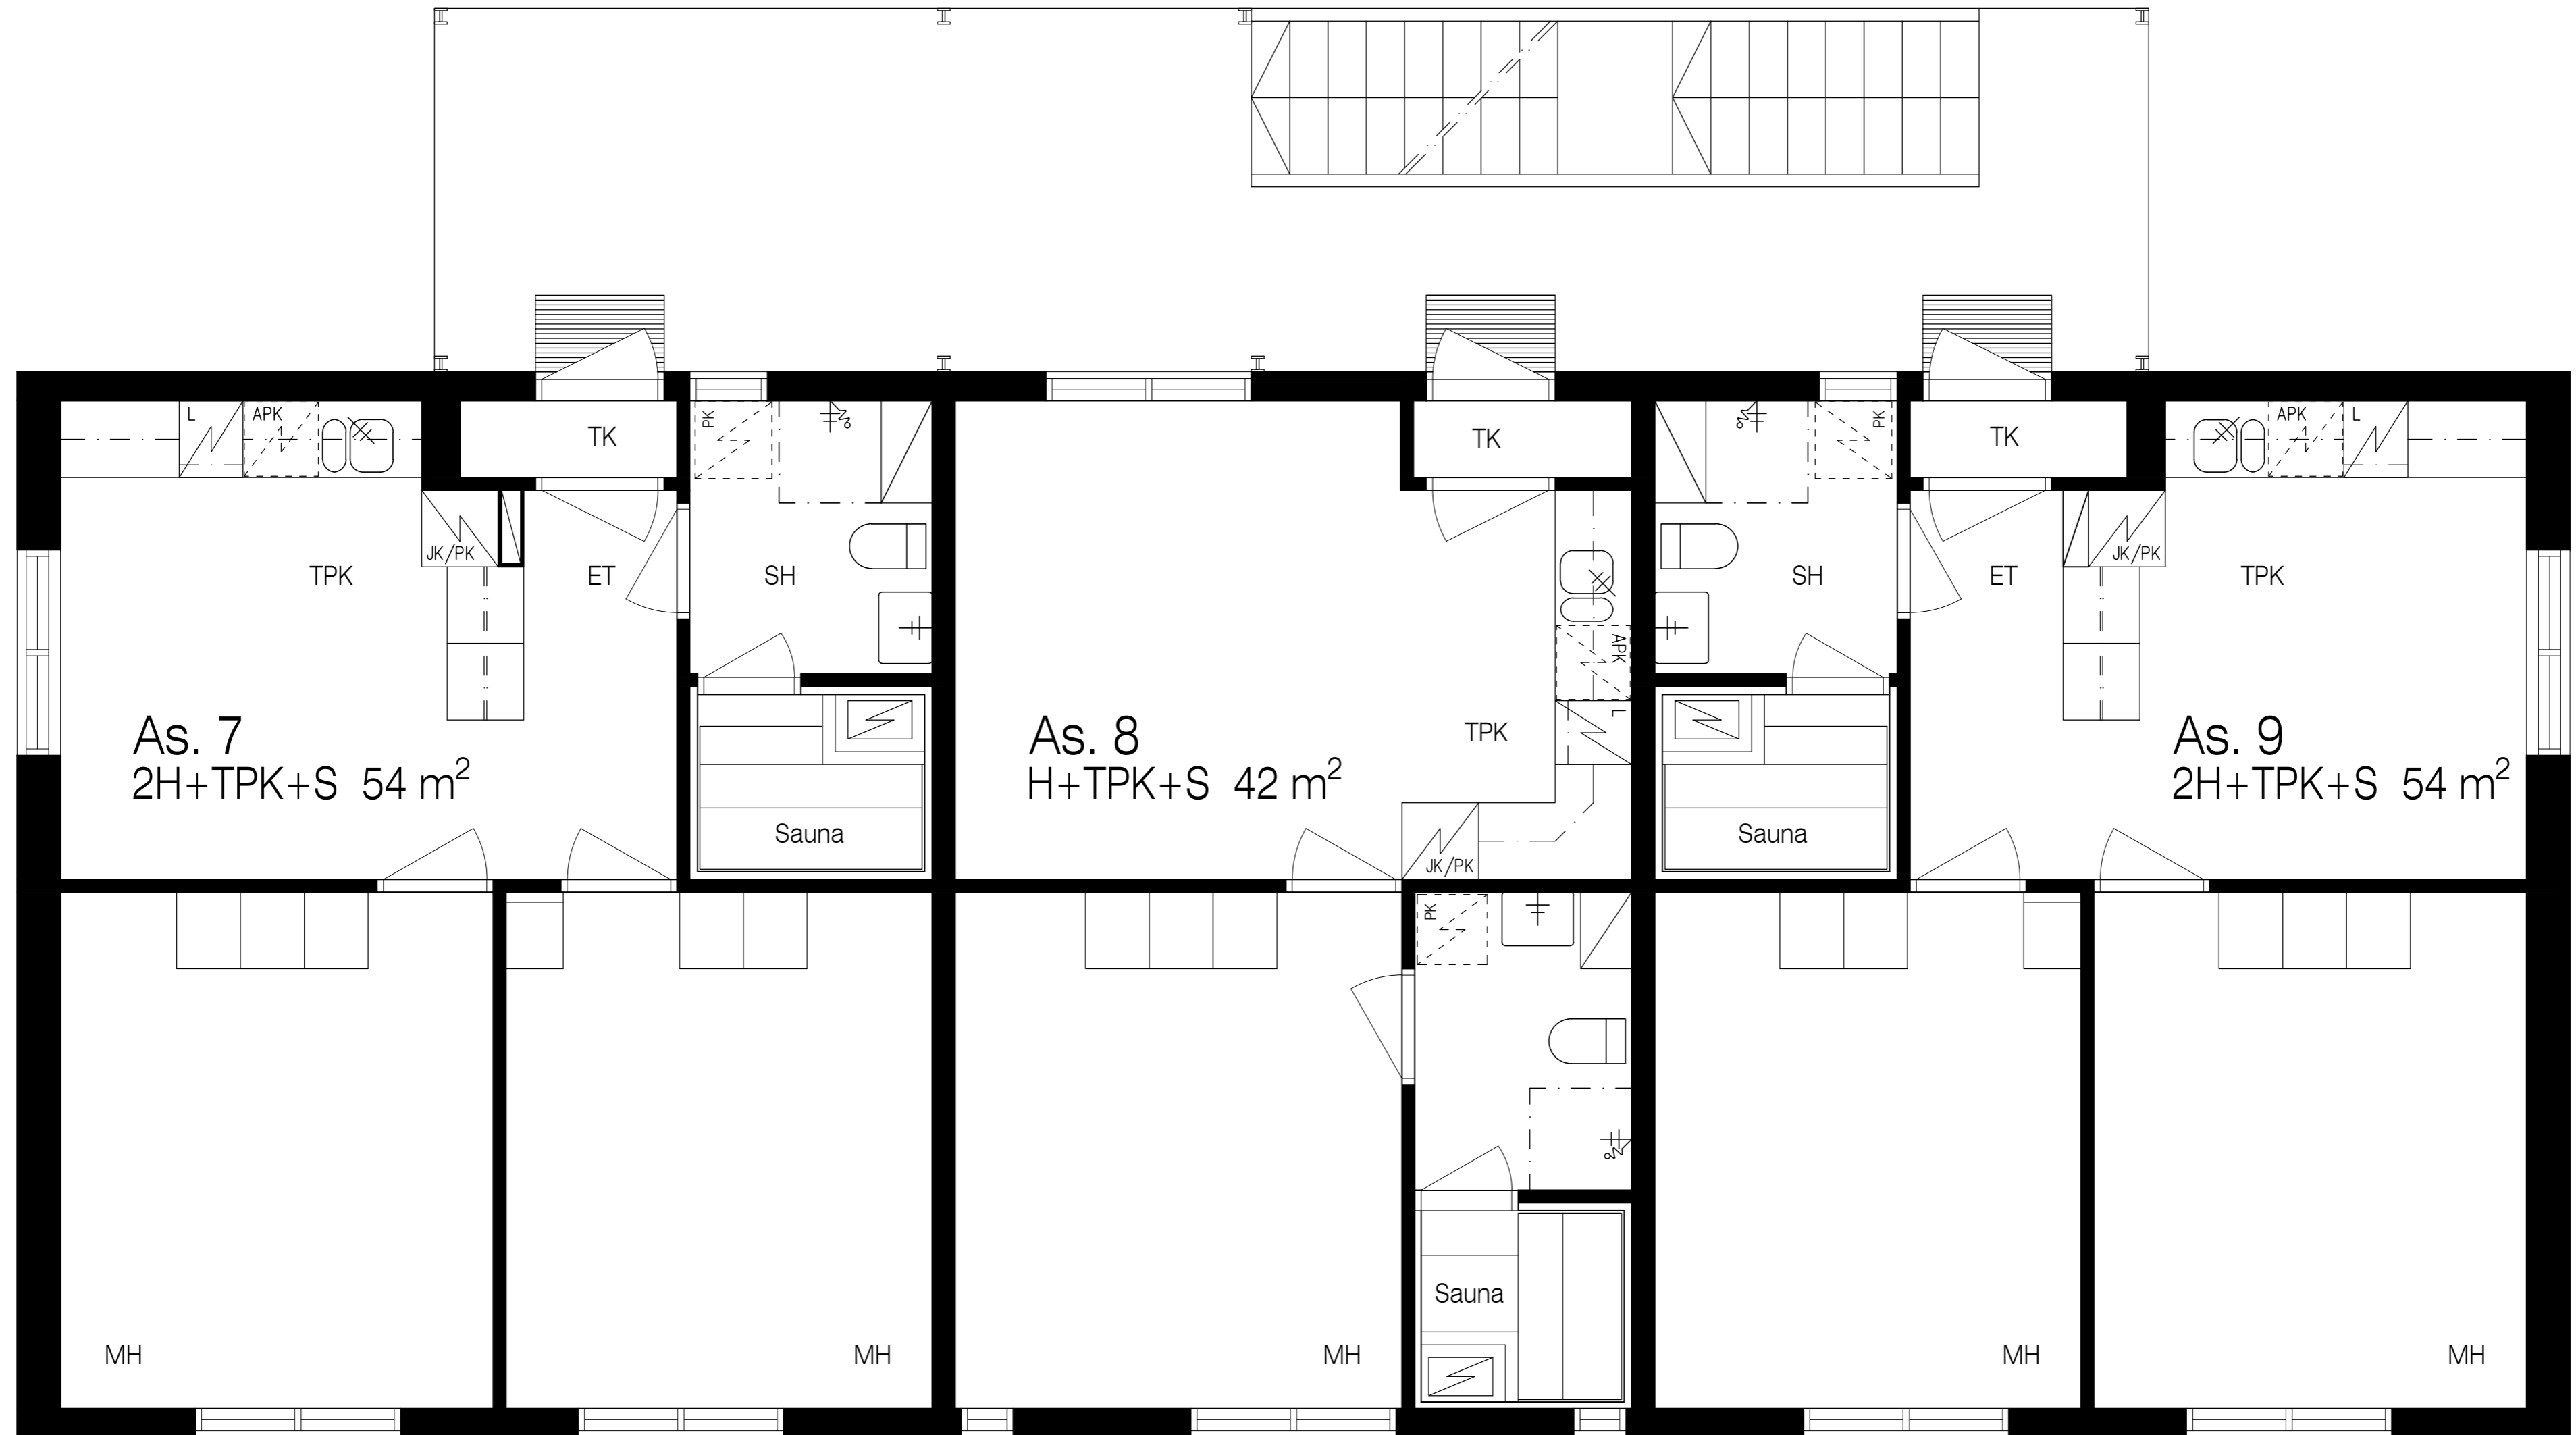 L
APK
TK
PK
TK
PK
TK
APK
L
JK/PK
TPK
ET
SH
SH
ET
JK/PK
TPK
APK
L
TPK
As. 7
2H+TPK+S 54 m²
As. 8
H+TPK+S 42 m²
As. 9
2H+TPK+S 54 m²
Sauna
JK/PK
Sauna
PK
Sauna
MH
MH
MH
MH
MH